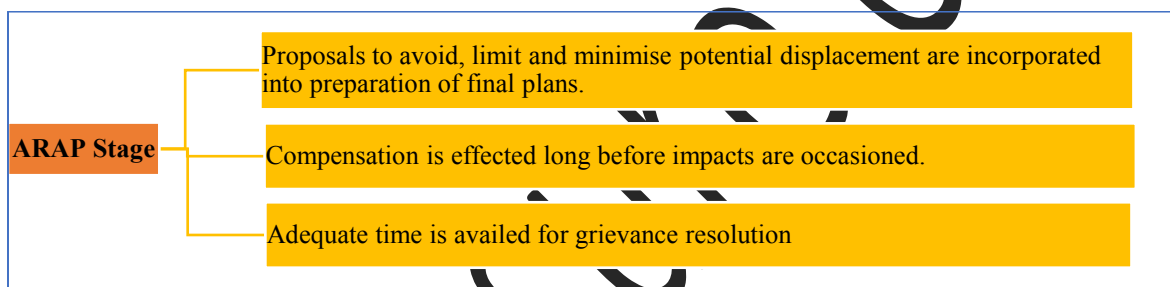 Proposals to avoid, limit and minimise potential displacement are incorporated
into preparation of final plans.
ARAP Stage
Compensation is effected long before impacts are occasioned.
Adequate time is availed for grievance resolution